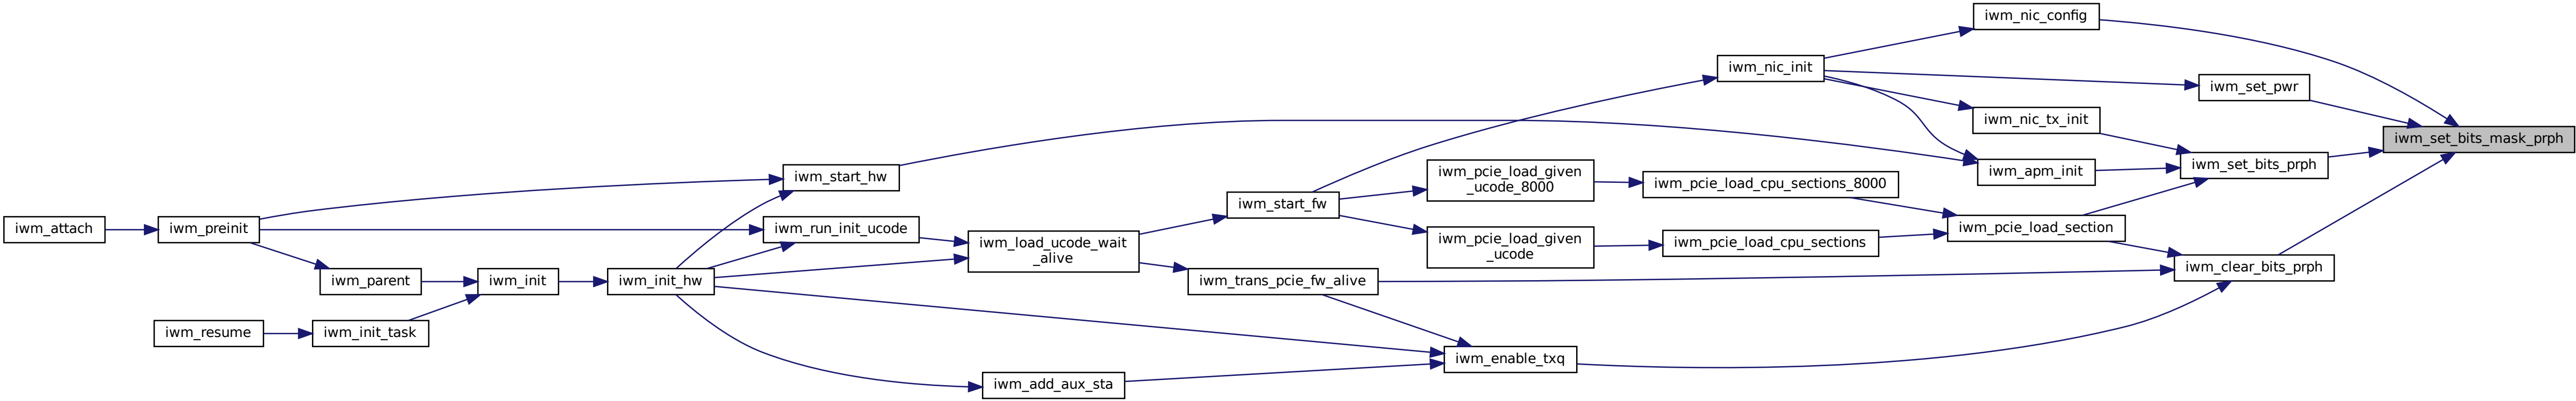 iwm_nic_config
iwm_nic_init
iwm_set_pwr
iwm_nic_tx_init
iwm_set_bits_mask_prph
iwm_start_hw
iwm_pcie_load_given
_ucode_8000
iwm_pcie_load_cpu_sections_8000
iwm_apm_init
iwm_set_bits_prph
iwm_start_fw
iwm_attach
iwm_preinit
iwm_run_init_ucode
iwm_load_ucode_wait
_alive
iwm_pcie_load_given
_ucode
iwm_pcie_load_cpu_sections
iwm_pcie_load_section
iwm_parent
iwm_init
iwm_init_hw
iwm_trans_pcie_fw_alive
iwm_clear_bits_prph
iwm_resume
iwm_init_task
iwm_enable_txq
iwm_add_aux_sta